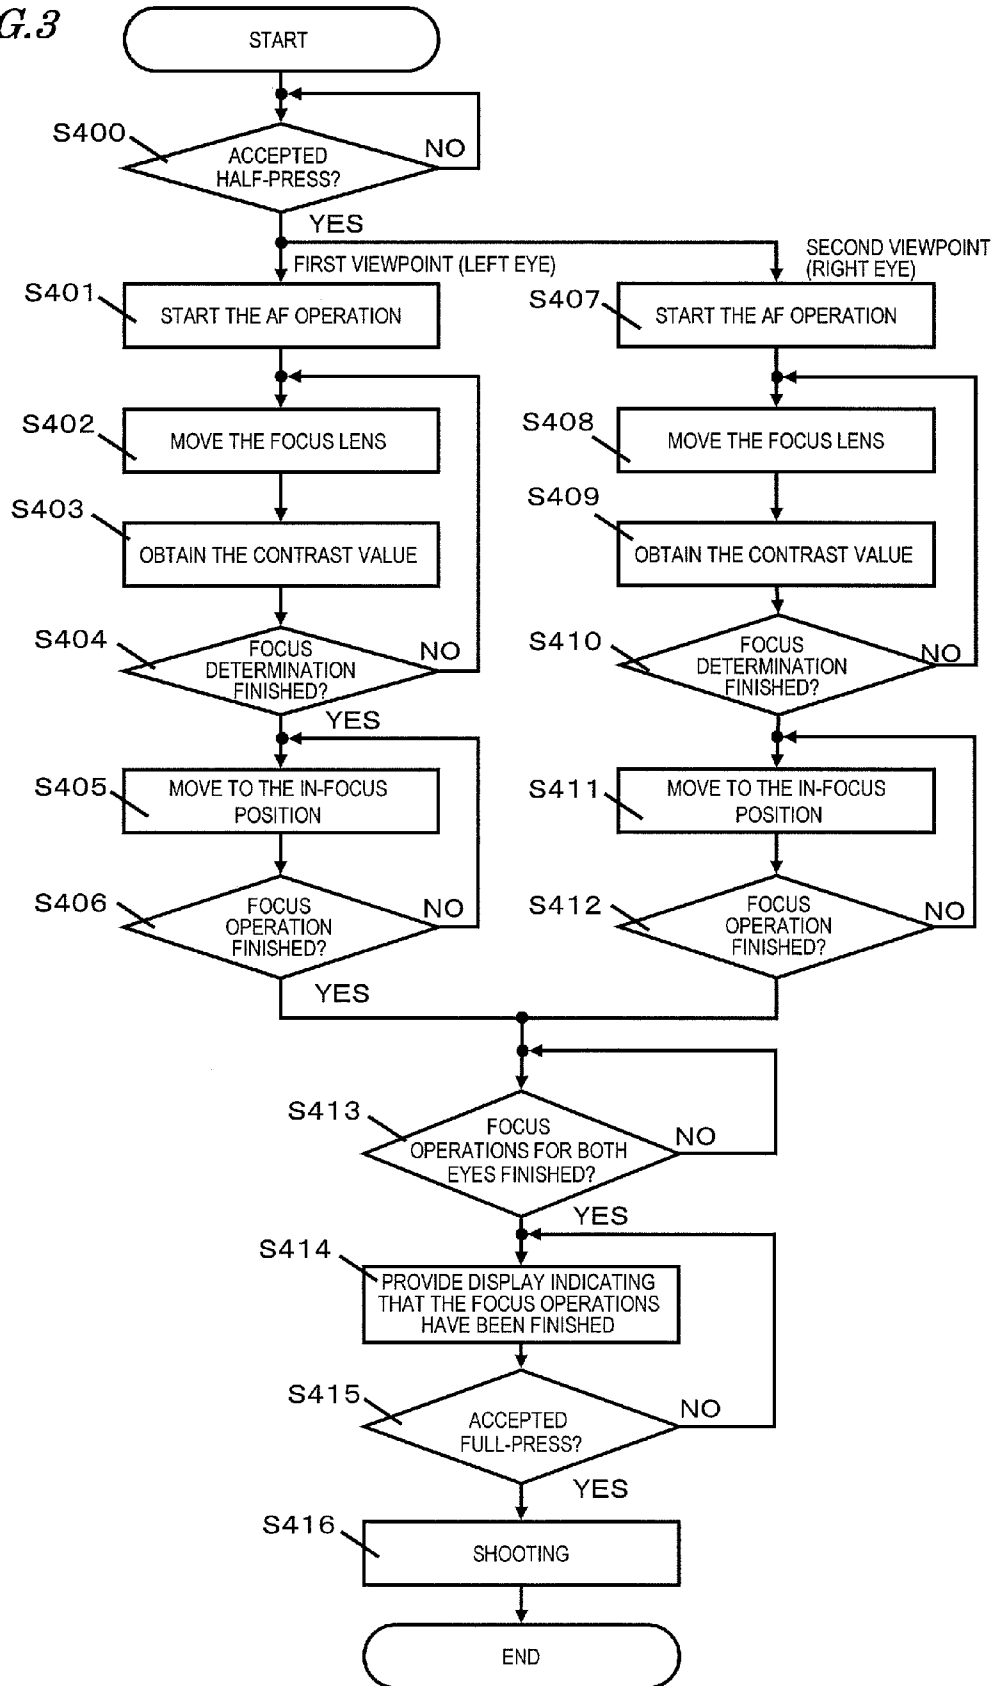 G.3
START
S400
ACCEPTED
HALF-PRESS?
NO
YES
FIRST VIEWPOINT (LEFT EYE)
SECOND VIEWPOINT
(RIGHT EYE)
S401
START THE AF OPERATION
S407
START THE AF OPERATION
S402
MOVE THE FOCUS LENS
S408
MOVE THE FOCUS LENS
S403
OBTAIN THE CONTRAST VALUE
S409
OBTAIN THE CONTRAST VALUE
S404
FOCUS
DETERMINATION
FINISHED?
NO
YES
S410
FOCUS
DETERMINATION
FINISHED?
NO
S405
MOVE TO THE IN-FOCUS
POSITION
S411
MOVE TO THE IN-FOCUS
POSITION
S406
FOCUS
OPERATION
FINISHED?
NO
YES
S412
FOCUS
OPERATION
FINISHED?
NO
S413
FOCUS
OPERATIONS FOR BOTH
EYES FINISHED?
NO
YES
S414
PROVIDE DISPLAY INDICATING
THAT THE FOCUS OPERATIONS
HAVE BEEN FINISHED
S415
ACCEPTED
FULL-PRESS?
NO
YES
S416
SHOOTING
END